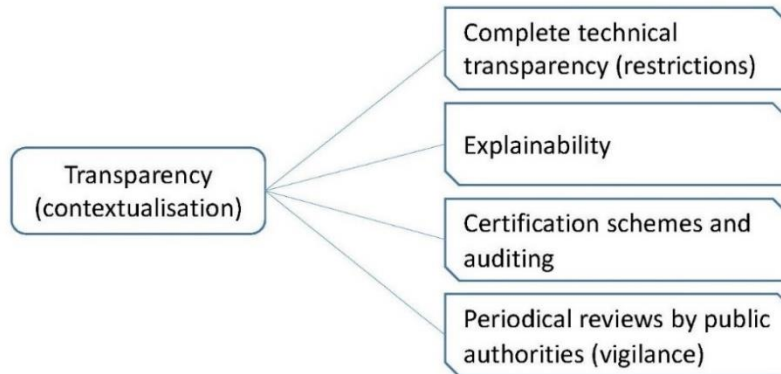 Transparency
(contextualisation)
Complete technical
transparency (restrictions)
Explainability
Certification schemes and
auditing
Periodical reviews by public
authorities (vigilance)